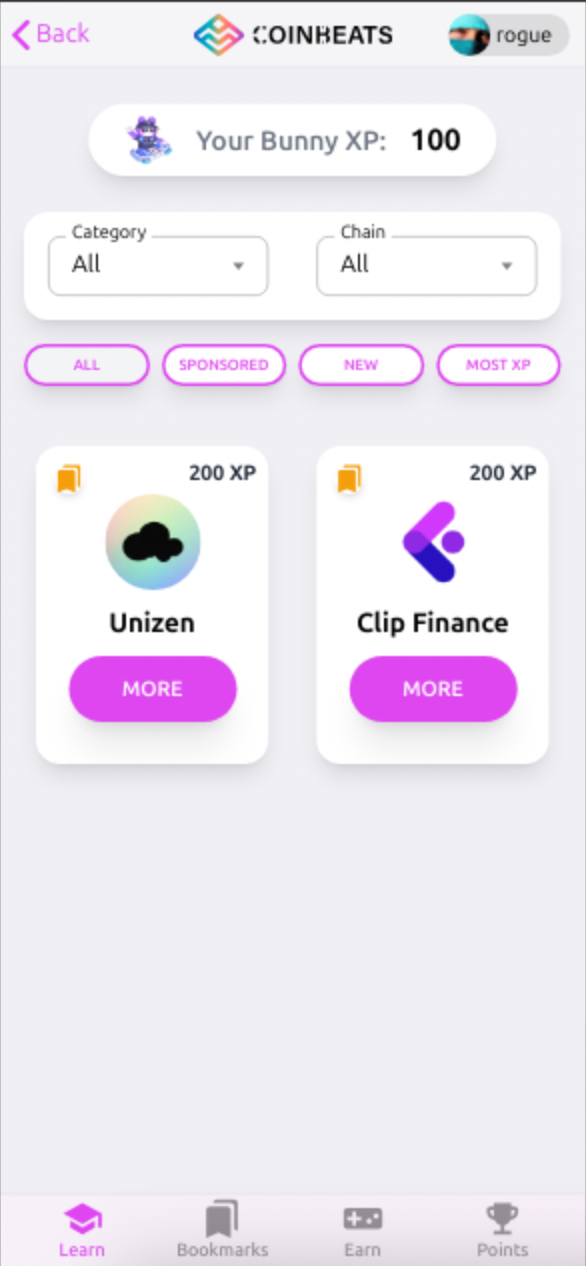 Back COINBEATS rogue
Your Bunny XP: 100
Category Chain
All All
ALL SPONSORED NEW MOST XP
200 XP 200 XP
Unizen Clip Finance
MORE MORE
Learn Bookmarks Earn Points